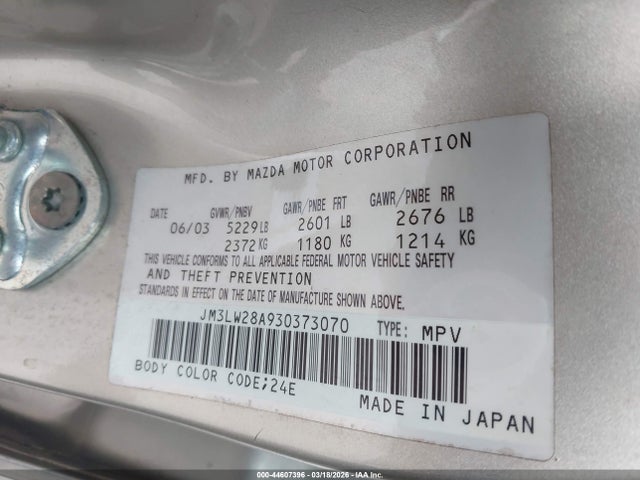 MFD. BY MAZDA MOTOR CORPORATION
DATE GVWR/PNBV GAWR/PNBE FRT GAWR/PNBE RR
06/03 5229LB 2601 LB 2676 LB
2372KG 1180 KG 1214 KG
THIS VEHICLE CONFORMS TO ALL APPLICABLE FEDERAL MOTOR VEHICLE SAFETY
AND THEFT PREVENTION
STANDARDS IN EFFECT ON THE DATE OF MANUFACTURE SHOWN ABOVE.
JM3LW28A930373070 TYPE: MPV
BODY COLOR CODE;24E
MADE IN JAPAN
000-44607396 - 03/18/2026 - IAA Inc.